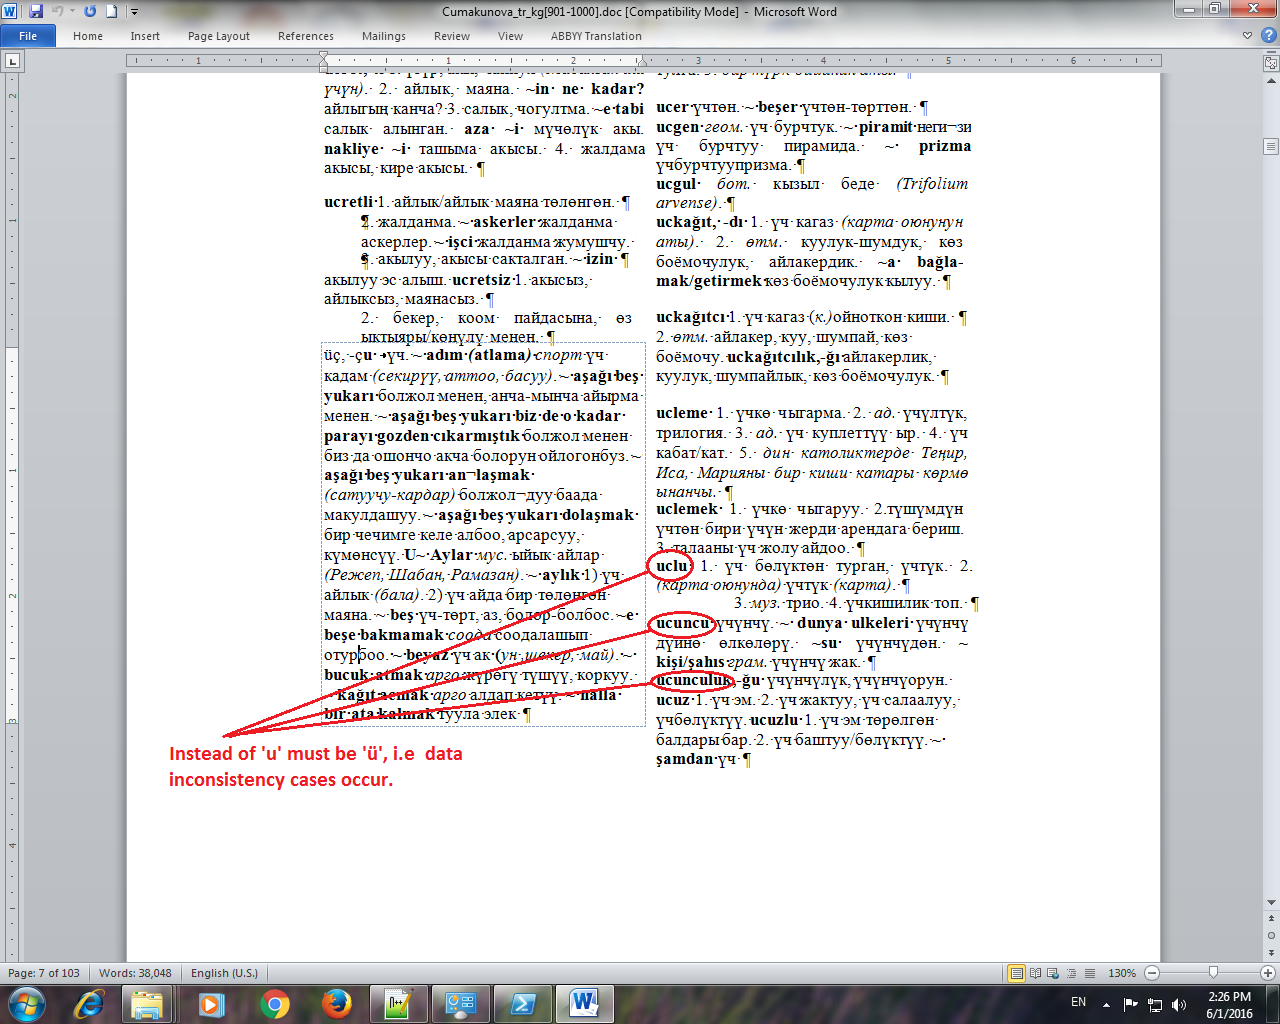 Cumakunova_tr_kg[901-1000].doc [Compatibility Mode] - Microsoft Word
File Home Insert Page Layout References Mailings Review View ABBYY Translation
1 1 2 3 4 5 6
үчүн). 2. айлык, маяна. ~in ne kadar?
айлыгың канча? 3. салык, чогултма. ~e tabi
салык алынган. aza ~i мүчөлүк акы.
nakliye ~i ташыма акысы. 4. жалдама
акысы, кире акысы. ¶
ucretli 1. айлык/айлык маяна төлөнгөн. ¶
2. жалданма. ~ askerler жалданма
аскерлер. ~ işci жалданма жумушчу.
3. акылуу, акысы сакталган. ~ izin ¶
акылуу эс алыш. ucretsiz 1. акысыз,
айлыксыз, маянасыз. ¶
2. бекер, коом пайдасына, өз
ыктыяры/көңүлү менен. ¶
üç, -çu үч. ~ adım (atlama) спорт үч
кадам (секирүү, аттоо, басуу). ~ aşağı beş
yukarı болжол менен, анча-мынча айырма
менен. ~ aşağı beş yukarı biz de o kadar
parayı gozden cıkarmıştık болжол менен
биз да ошончо акча болорун ойлогонбуз. ~
aşağı beş yukarı an¬laşmak
(сатуучу-кардар) болжол¬дуу баада
макулдашуу. ~ aşağı beş yukarı dolaşmak
бир чечимге келе албоо, арсарсуу,
күмөнсүү. U~ Aylar мус. ыйык айлар
(Режеп, Шабан, Рамазан). ~ aylık 1) үч
айлык (бала). 2) үч айда бир төлөнгөн
маяна. ~ beş үч-төрт, аз, болор-болбос. ~e
beşe bakmamak соода соодалашып
отурбоо. ~ beyaz үч ак (ун, шекер, май). ~
bucuk atmak арго жүрөгү түшүү, коркуу.
~ kağıt acmak арго алдап кетүү. ~ nalla
bir ata kalmak туула элек ¶
ucer үчтөн. ~ beşer үчтөн-төрттөн. ¶
ucgen геом. үч бурчтук. ~ piramit неги¬зи
үч бурчтуу пирамида. ~ prizma
үчбурчтуупризма. ¶
ucgul бот. кызыл беде (Trifolium
arvense). ¶
uckağıt, -dı 1. үч кагаз (карта оюнунун
аты). 2. өтм. куулук-шумдук, көз
боёмочулук, айлакердик. ~a bağla-
mak/getirmek көз боёмочулук кылуу. ¶
uckağıtcı 1. үч кагаз (к.)ойноткон киши. ¶
2. өтм. айлакер, куу, шумпай, көз
боёмочу. uckağıtcılık,-ğı айлакерлик,
куулук, шумпайлык, көз боёмочулук. ¶
ucleme 1. үчкө чыгарма. 2. ад. үчүлтүк,
трилогия. 3. ад. үч куплеттүү ыр. 4. үч
кабат/кат. 5. дин католиктерде Теңир,
Иса, Марияны бир киши катары көрмө
ынанчы. ¶
uclemek 1. үчкө чыгаруу. 2.түшүмдүн
үчтөн бири үчүн жерди арендага бериш.
3. талааны үч жолу айдоо. ¶
uclu 1. үч бөлүктөн турган, үчтүк. 2.
(карта оюнунда) үчтүк (карта). ¶
3. муз. трио. 4. үчкишилик топ. ¶
ucuncu үчүнчү. ~ dunya ulkeleri үчүнчү
дүйнө өлкөлөрү. ~su үчүнчүдөн. ~
kişi/şahıs грам. үчүнчү жак. ¶
ucunculuk,-ğu үчүнчүлүк, үчүнчүорун.
ucuz 1. үч эм. 2. үч жактуу, үч салаалуу,
үчбөлүктүү. ucuzlu 1. үч эм төрөлгөн
балдары бар. 2. үч баштуу/бөлүктүү. ~
şamdan үч ¶
Instead of 'u' must be 'ü', i.e data
inconsistency cases occur.
Page: 7 of 103 Words: 38,048 English (U.S.) 130%
EN 2:26 PM
6/1/2016